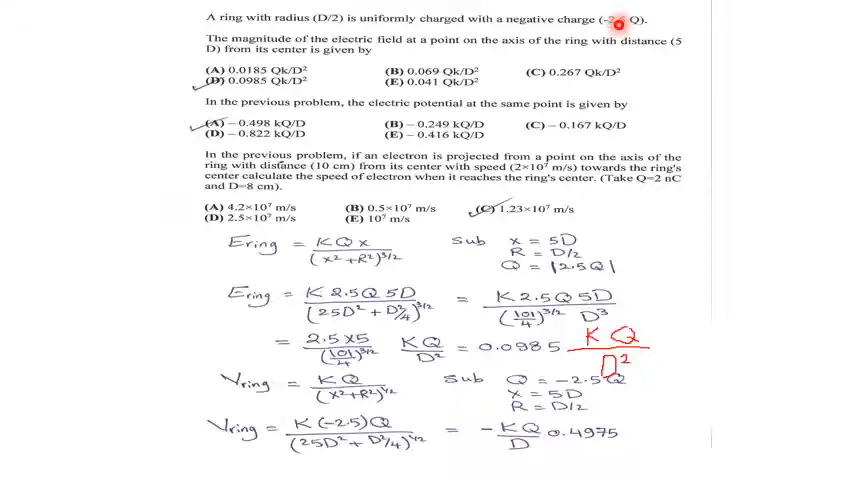 A ring with radius (D/2) is uniformly charged with a negative charge (-2.5 Q).
The magnitude of the electric field at a point on the axis of the ring with distance (5
D) from its center is given by
(A) 0.0185 Qk/D² (B) 0.069 Qk/D² (C) 0.267 Qk/D²
(D) 0.0985 Qk/D² (E) 0.041 Qk/D²
In the previous problem, the electric potential at the same point is given by
(A) – 0.498 kQ/D (B) – 0.249 kQ/D (C) – 0.167 kQ/D
(D) – 0.822 kQ/D (E) – 0.416 kQ/D
In the previous problem, if an electron is projected from a point on the axis of the
ring with distance (10 cm) from its center with speed (2×10⁷ m/s) towards the ring's
center calculate the speed of electron when it reaches the ring's center. (Take Q=2 nC
and D=8 cm).
(A) 4.2×10⁷ m/s (B) 0.5×10⁷ m/s (C) 1.23×10⁷ m/s
(D) 2.5×10⁷ m/s (E) 10⁷ m/s
Ering = KQx / (x²+R²)^3/2 Sub x = 5D
R = D/2
Q = |2.5Q|
Ering = K 2.5Q 5D / (25D² + D²/4)^3/2 = K 2.5Q 5D / (101/4)^3/2 D³
= 2.5×5 / (101/4)^3/2 KQ/D² = 0.0985 KQ/D²
Vring = KQ / (x²+R²)^1/2 Sub Q = -2.5Q
x = 5D
R = D/2
Vring = K(-2.5)Q / (25D² + D²/4)^1/2 = - KQ/D 0.4975